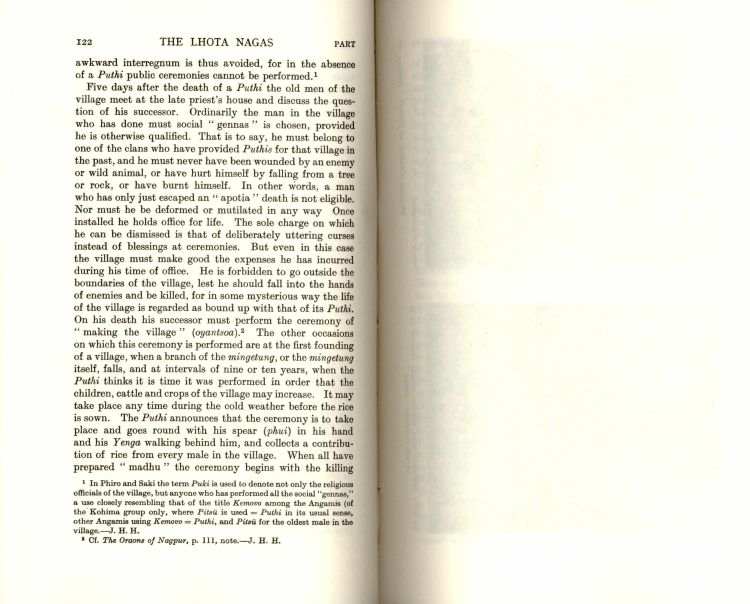 122 THE LHOTA NAGAS PART
awkward interregnum is thus avoided, for in the absence
of a Puthi public ceremonies cannot be performed.¹
Five days after the death of a Puthi the old men of the
village meet at the late priest's house and discuss the ques-
tion of his successor. Ordinarily the man in the village
who has done must social " gennas " is chosen, provided
he is otherwise qualified. That is to say, he must belong to
one of the clans who have provided Puthis for that village in
the past, and he must never have been wounded by an enemy
or wild animal, or have hurt himself by falling from a tree
or rock, or have burnt himself. In other words, a man
who has only just escaped an " apotia " death is not eligible.
Nor must he be deformed or mutilated in any way Once
installed he holds office for life. The sole charge on which
he can be dismissed is that of deliberately uttering curses
instead of blessings at ceremonies. But even in this case
the village must make good the expenses he has incurred
during his time of office. He is forbidden to go outside the
boundaries of the village, lest he should fall into the hands
of enemies and be killed, for in some mysterious way the life
of the village is regarded as bound up with that of its Puthi.
On his death his successor must perform the ceremony of
" making the village " (oyantsoa).² The other occasions
on which this ceremony is performed are at the first founding
of a village, when a branch of the mingetung, or the mingetung
itself, falls, and at intervals of nine or ten years, when the
Puthi thinks it is time it was performed in order that the
children, cattle and crops of the village may increase. It may
take place any time during the cold weather before the rice
is sown. The Puthi announces that the ceremony is to take
place and goes round with his spear (phui) in his hand
and his Yenga walking behind him, and collects a contribu-
tion of rice from every male in the village. When all have
prepared " madhu " the ceremony begins with the killing
¹ In Phiro and Saki the term Puki is used to denote not only the religious
officials of the village, but anyone who has performed all the social "gennas,"
a use closely resembling that of the title Kemovo among the Angamis (of
the Kohima group only, where Pitsü is used = Puthi in its usual sense,
other Angamis using Kemovo = Puthi, and Pitsü for the oldest male in the
village.—J. H. H.
² Cf. The Oraons of Nagpur, p. 111, note.—J. H. H.